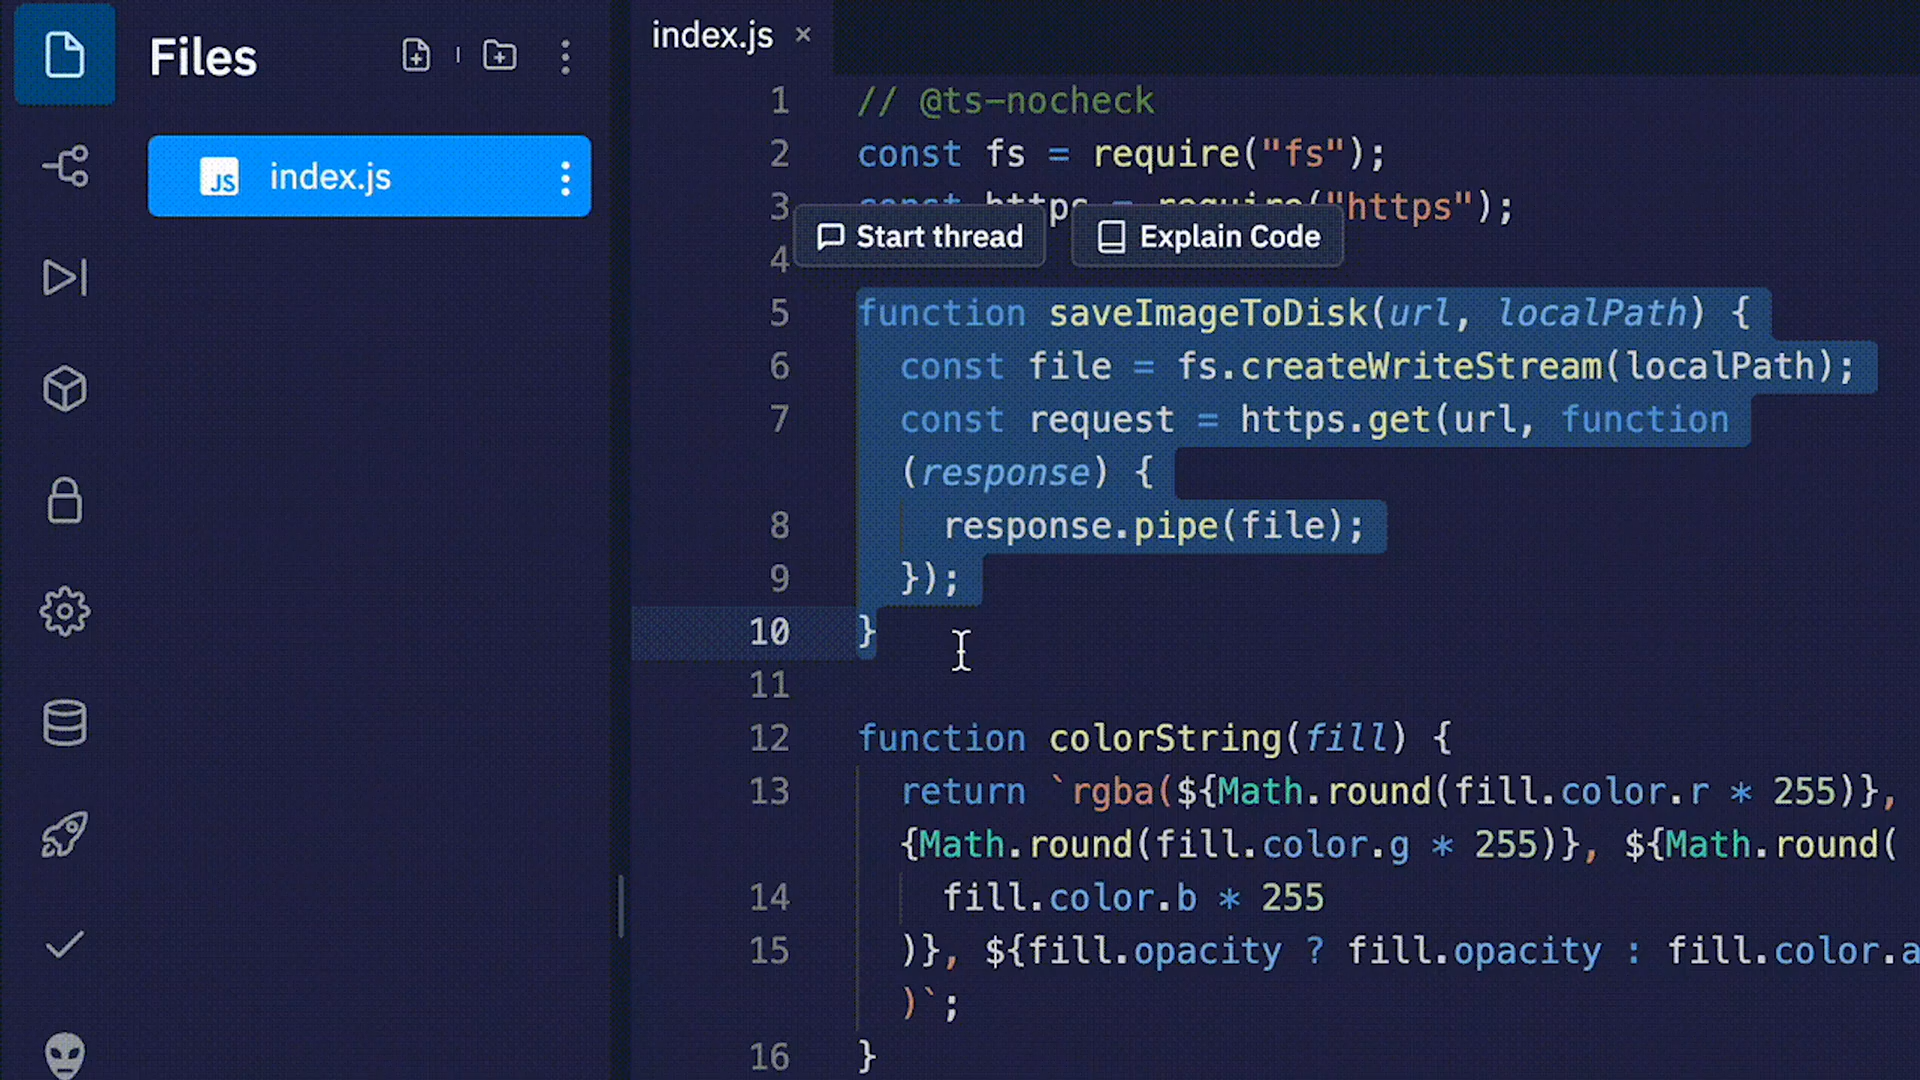 Files
index.js
JS
index.js ×
1 // @ts-nocheck
2 const fs = require("fs");
3 const https = require("https");
Start thread
Explain Code
4
5 function saveImageToDisk(url, localPath) {
6 const file = fs.createWriteStream(localPath);
7 const request = https.get(url, function
(response) {
8 response.pipe(file);
9 });
10 }
11
12 function colorString(fill) {
13 return `rgba(${Math.round(fill.color.r * 255)},
{Math.round(fill.color.g * 255)}, ${Math.round(
14 fill.color.b * 255
15 )}, ${fill.opacity ? fill.opacity : fill.color.a
)`;
16 }